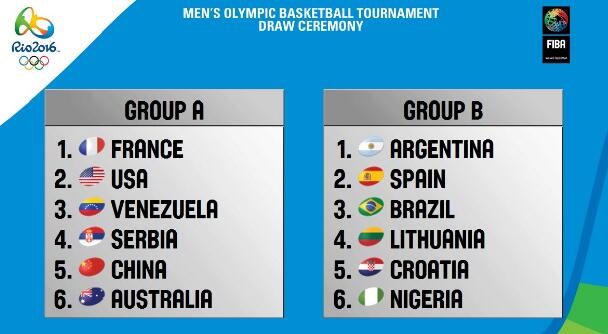 MEN'S OLYMPIC BASKETBALL TOURNAMENT
DRAW CEREMONY
Rio2016
FIBA
GROUP A
1. FRANCE
2. USA
3. VENEZUELA
4. SERBIA
5. CHINA
6. AUSTRALIA
GROUP B
1. ARGENTINA
2. SPAIN
3. BRAZIL
4. LITHUANIA
5. CROATIA
6. NIGERIA